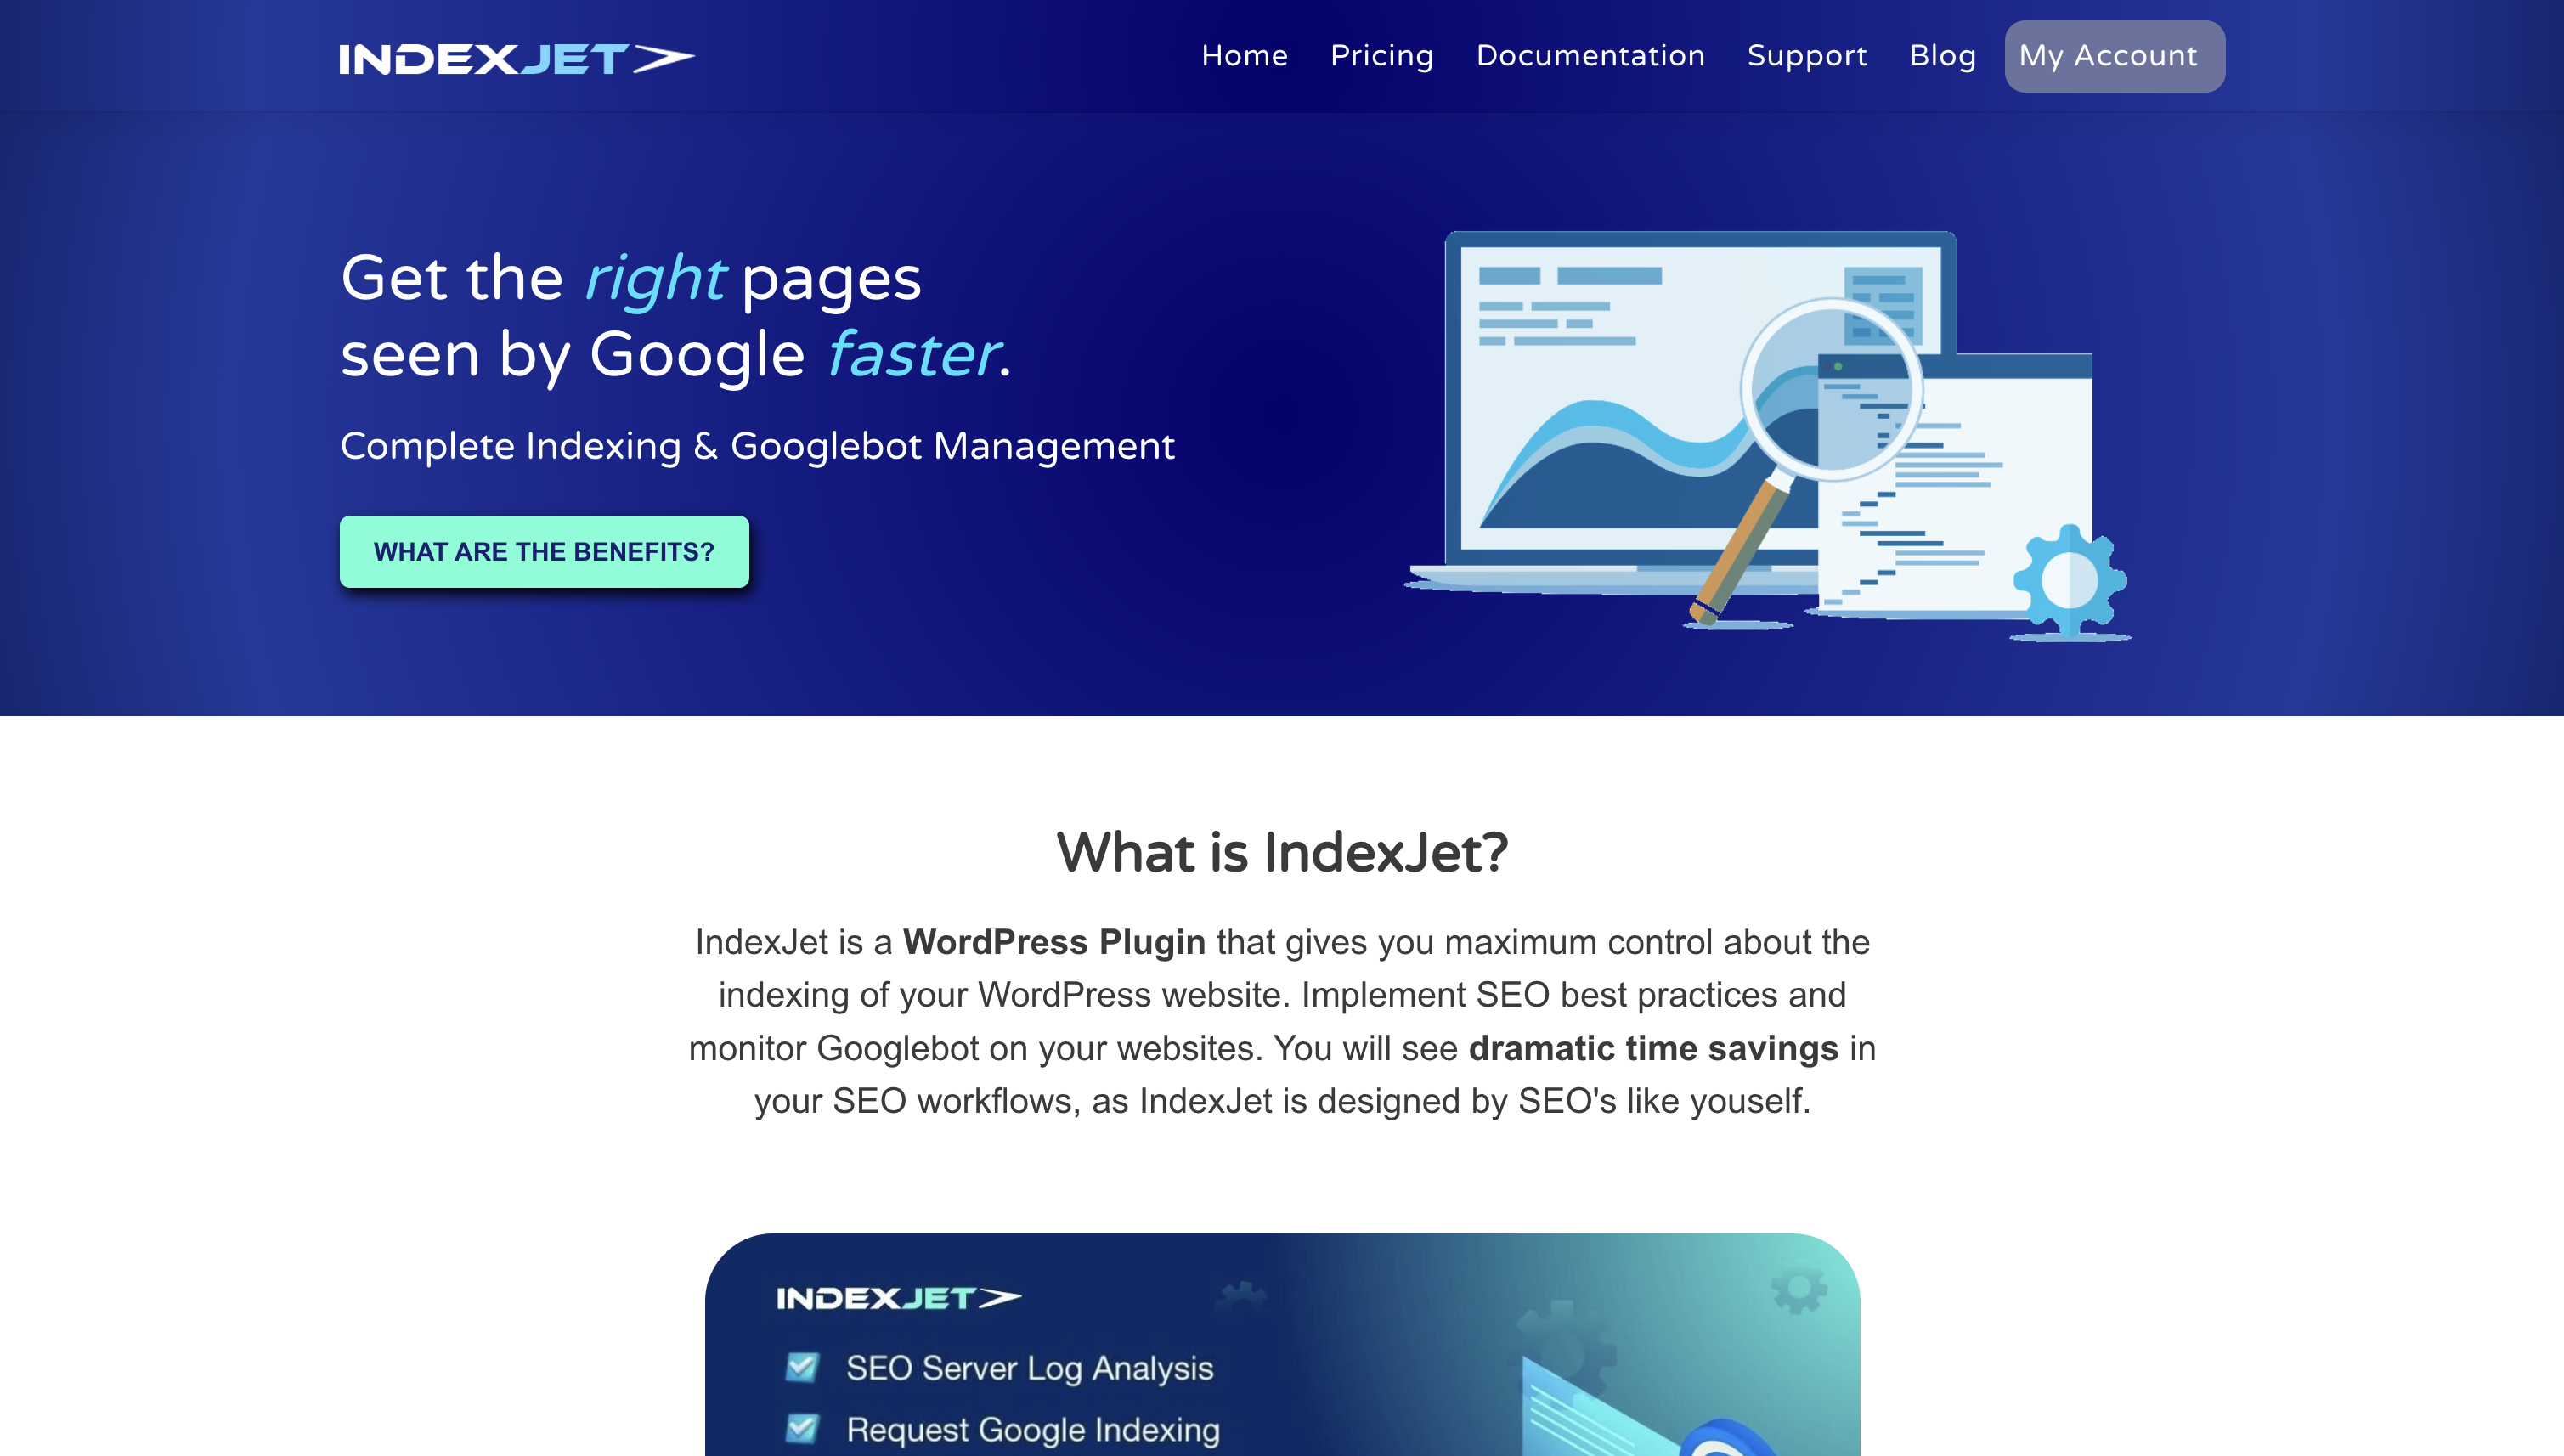 INDEXJET
Home Pricing Documentation Support Blog My Account
Get the right pages
seen by Google faster.
Complete Indexing & Googlebot Management
WHAT ARE THE BENEFITS?
What is IndexJet?
IndexJet is a WordPress Plugin that gives you maximum control about the
indexing of your WordPress website. Implement SEO best practices and
monitor Googlebot on your websites. You will see dramatic time savings in
your SEO workflows, as IndexJet is designed by SEO's like youself.
INDEXJET
SEO Server Log Analysis
Request Google Indexing